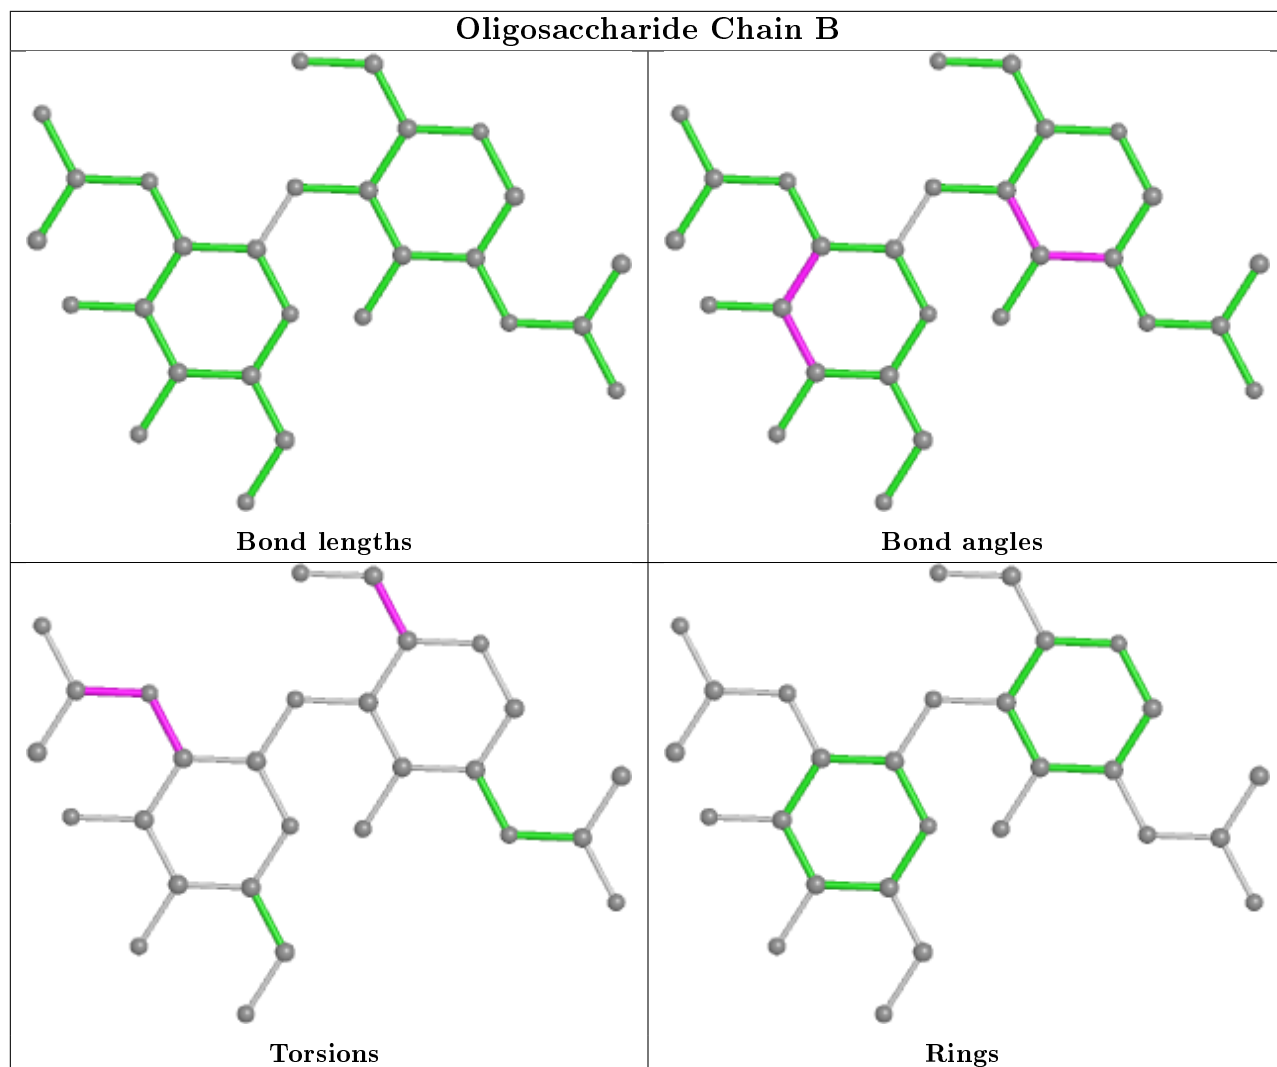 Oligosaccharide Chain B
Bond lengths
Bond angles
Torsions
Rings